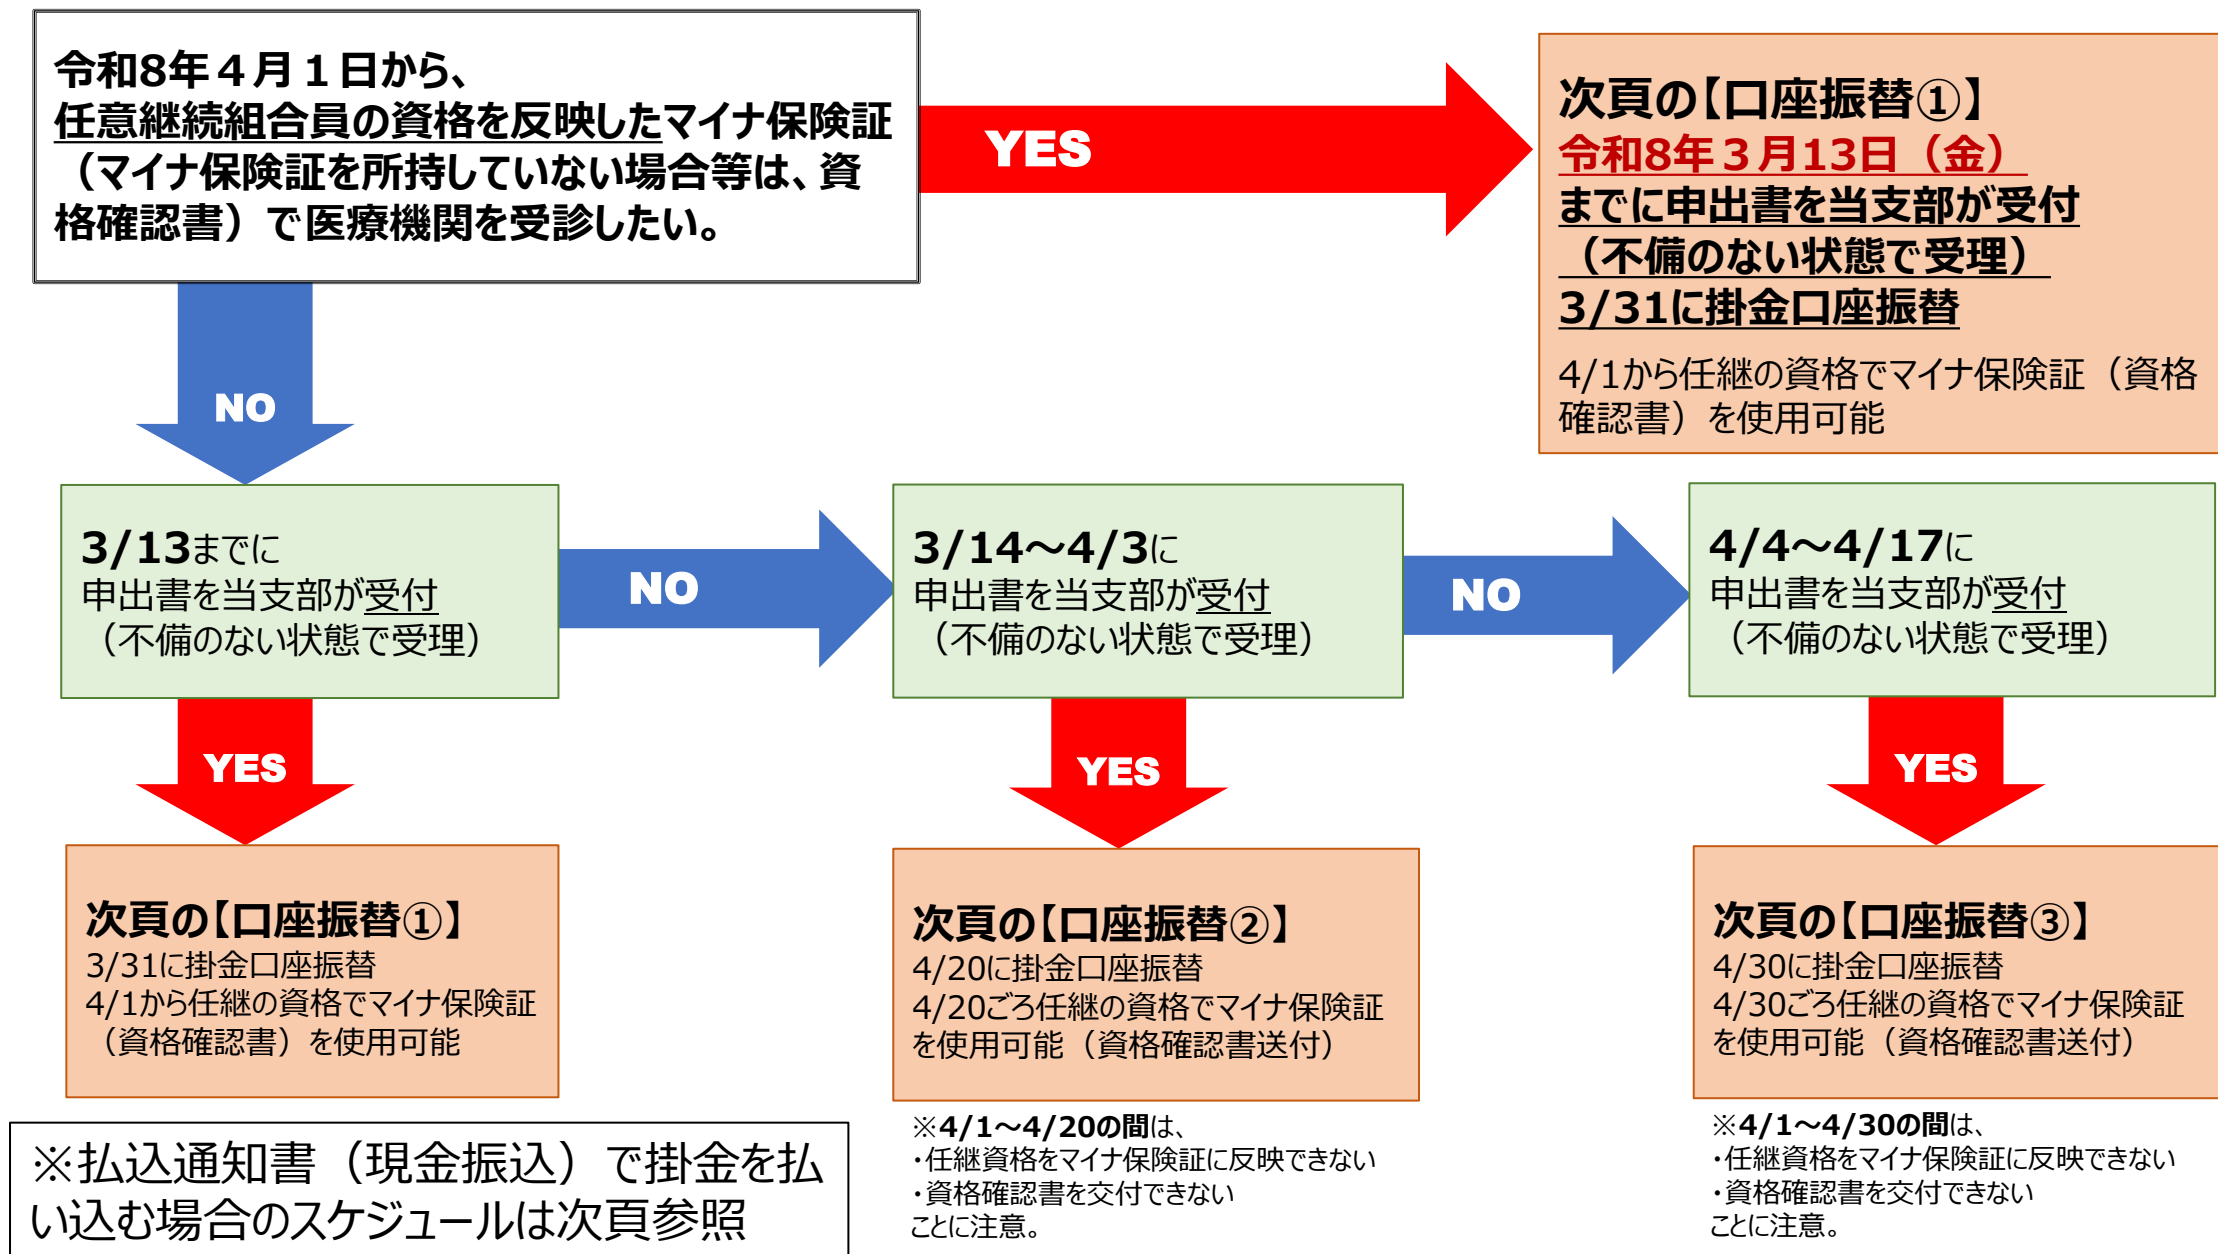 令和8年４月１日から、
任意継続組合員の資格を反映したマイナ保険証
（マイナ保険証を所持していない場合等は、資
格確認書）で医療機関を受診したい。
YES
次頁の【口座振替①】
令和8年３月13日（金）
までに申出書を当支部が受付
（不備のない状態で受理）
3/31に掛金口座振替
4/1から任継の資格でマイナ保険証（資格
確認書）を使用可能
NO
3/13までに
申出書を当支部が受付
（不備のない状態で受理）
NO
3/14～4/3に
申出書を当支部が受付
（不備のない状態で受理）
NO
4/4～4/17に
申出書を当支部が受付
（不備のない状態で受理）
YES
YES
YES
次頁の【口座振替①】
3/31に掛金口座振替
4/1から任継の資格でマイナ保険証
（資格確認書）を使用可能
次頁の【口座振替②】
4/20に掛金口座振替
4/20ごろ任継の資格でマイナ保険証
を使用可能（資格確認書送付）
次頁の【口座振替③】
4/30に掛金口座振替
4/30ごろ任継の資格でマイナ保険証
を使用可能（資格確認書送付）
※払込通知書（現金振込）で掛金を払
い込む場合のスケジュールは次頁参照
※4/1～4/20の間は、
・任継資格をマイナ保険証に反映できない
・資格確認書を交付できない
ことに注意。
※4/1～4/30の間は、
・任継資格をマイナ保険証に反映できない
・資格確認書を交付できない
ことに注意。